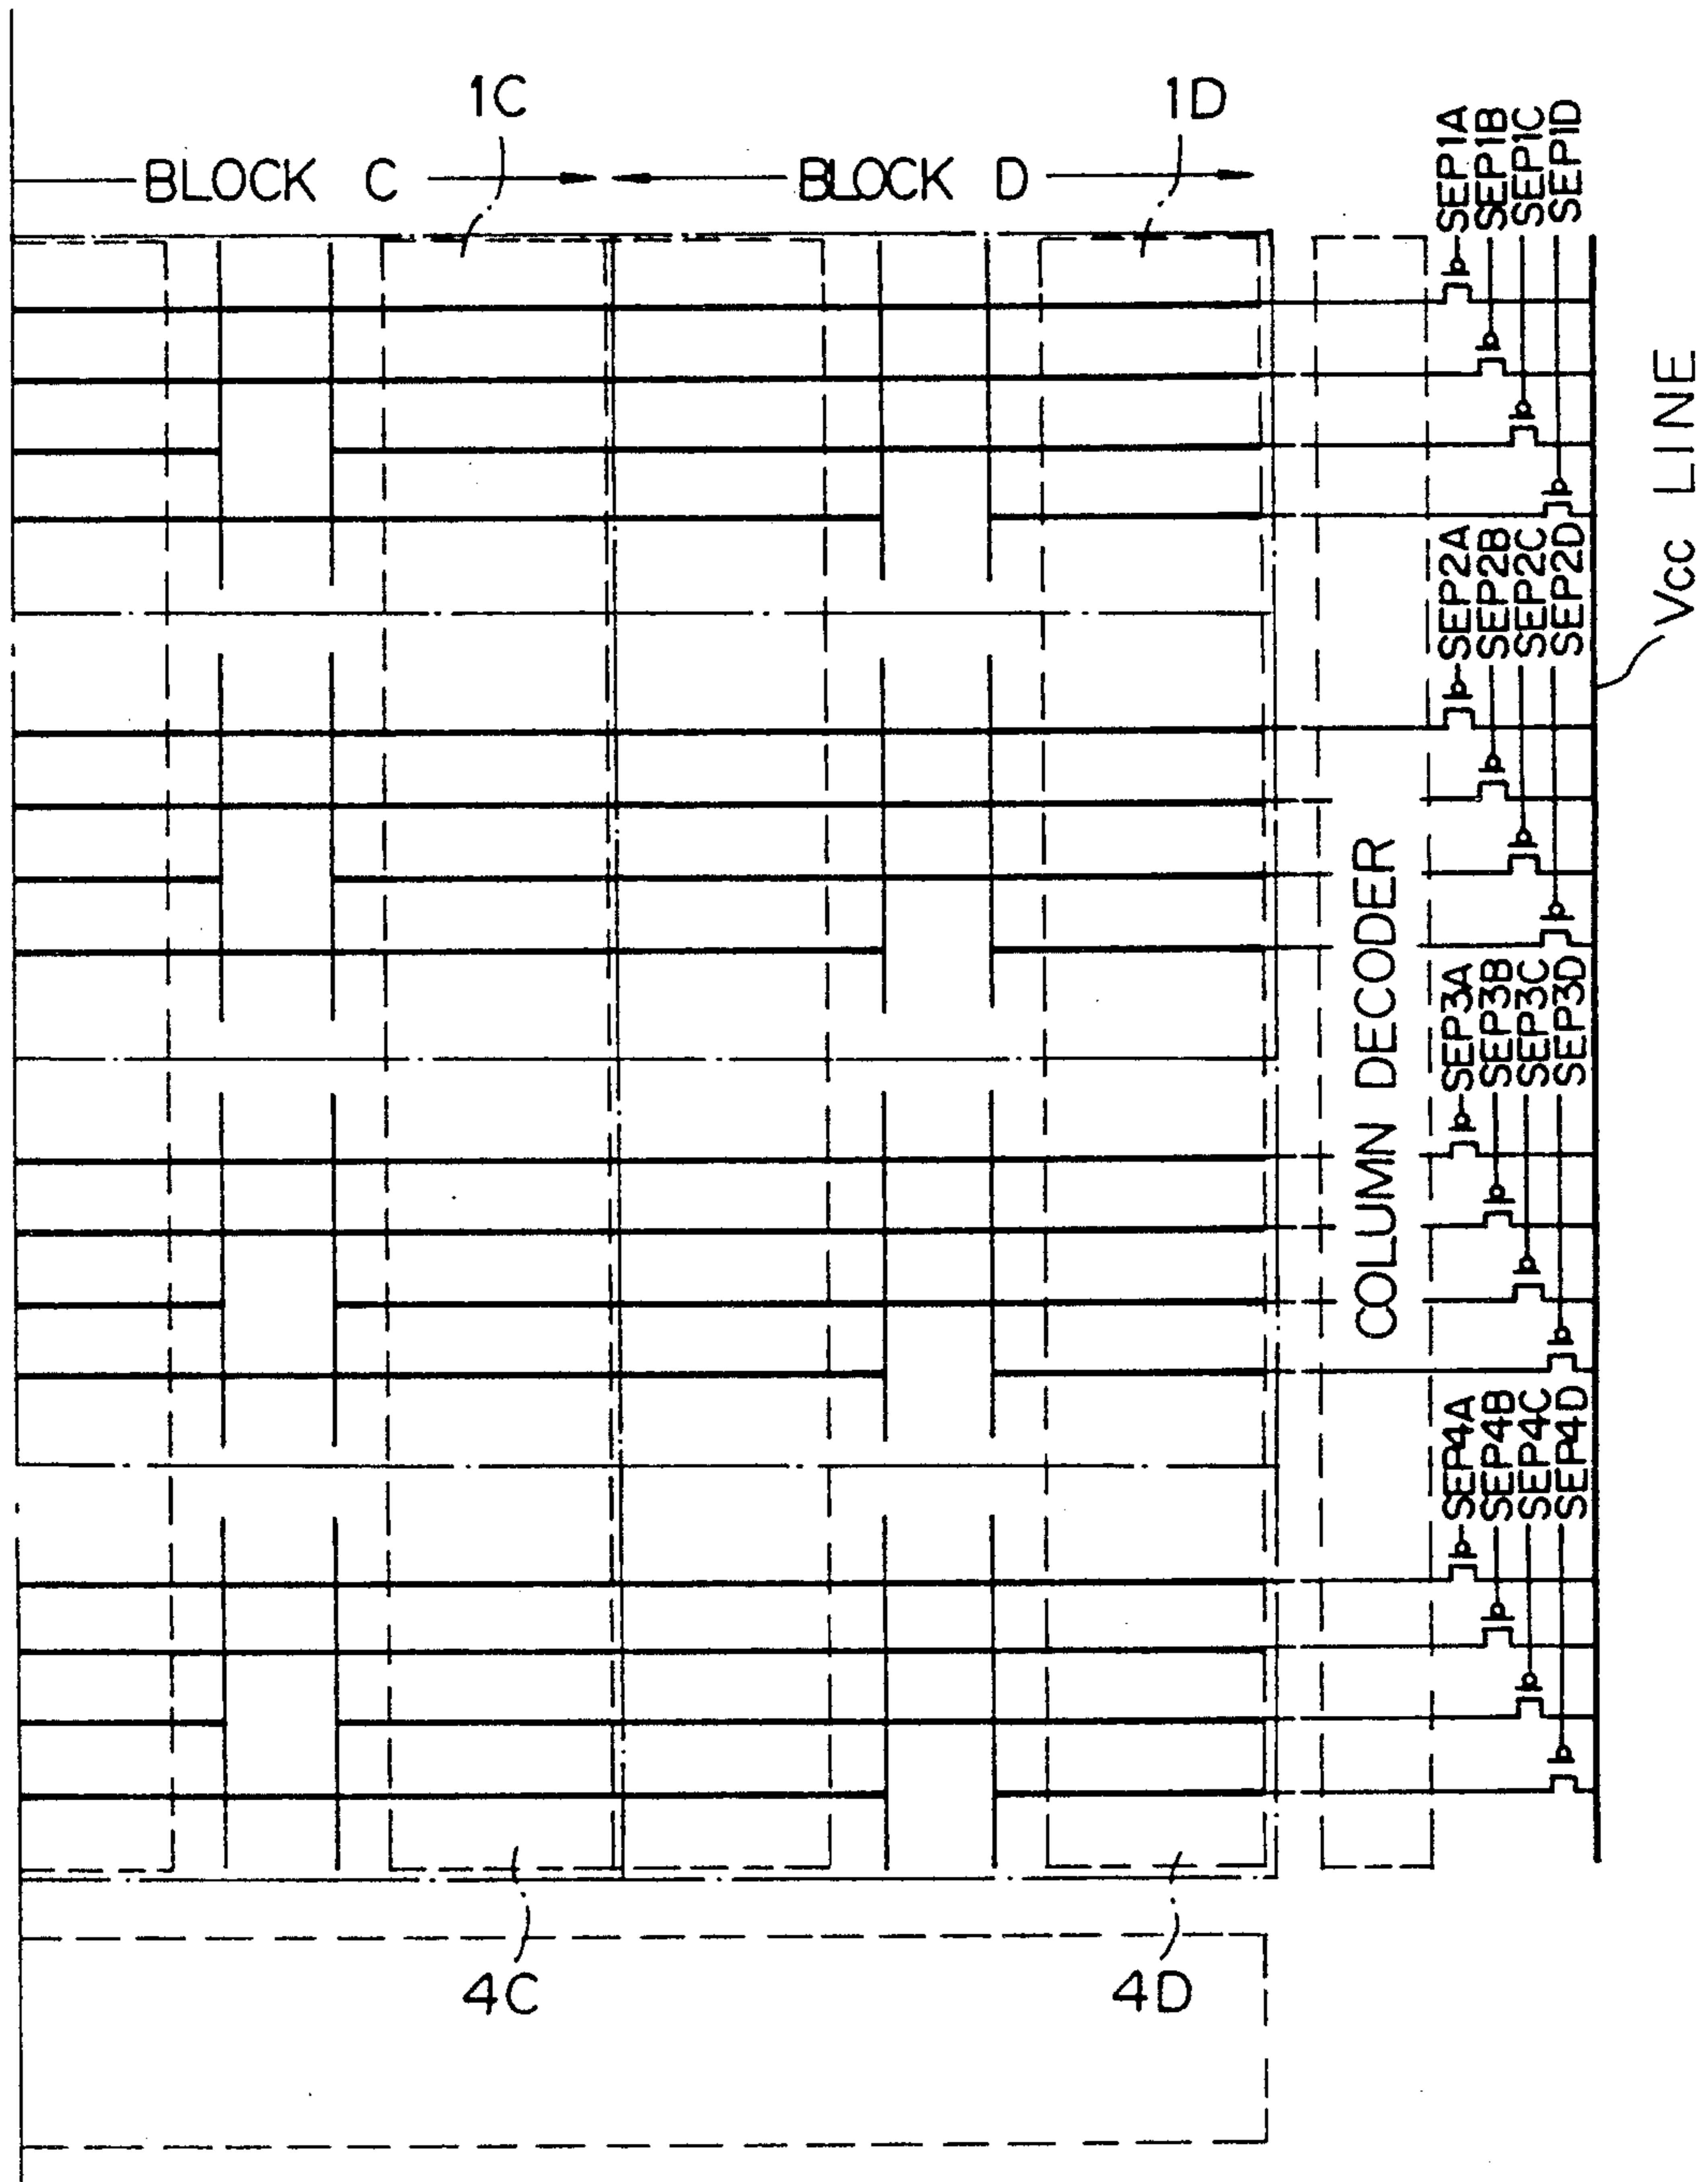 1C
1D
BLOCK C
BLOCK D
SEP1A
SEP1B
SEP1C
SEP1D
SEP2A
SEP2B
SEP2C
SEP2D
SEP3A
SEP3B
SEP3C
SEP3D
SEP4A
SEP4B
SEP4C
SEP4D
COLUMN DECODER
Vcc LINE
4C
4D